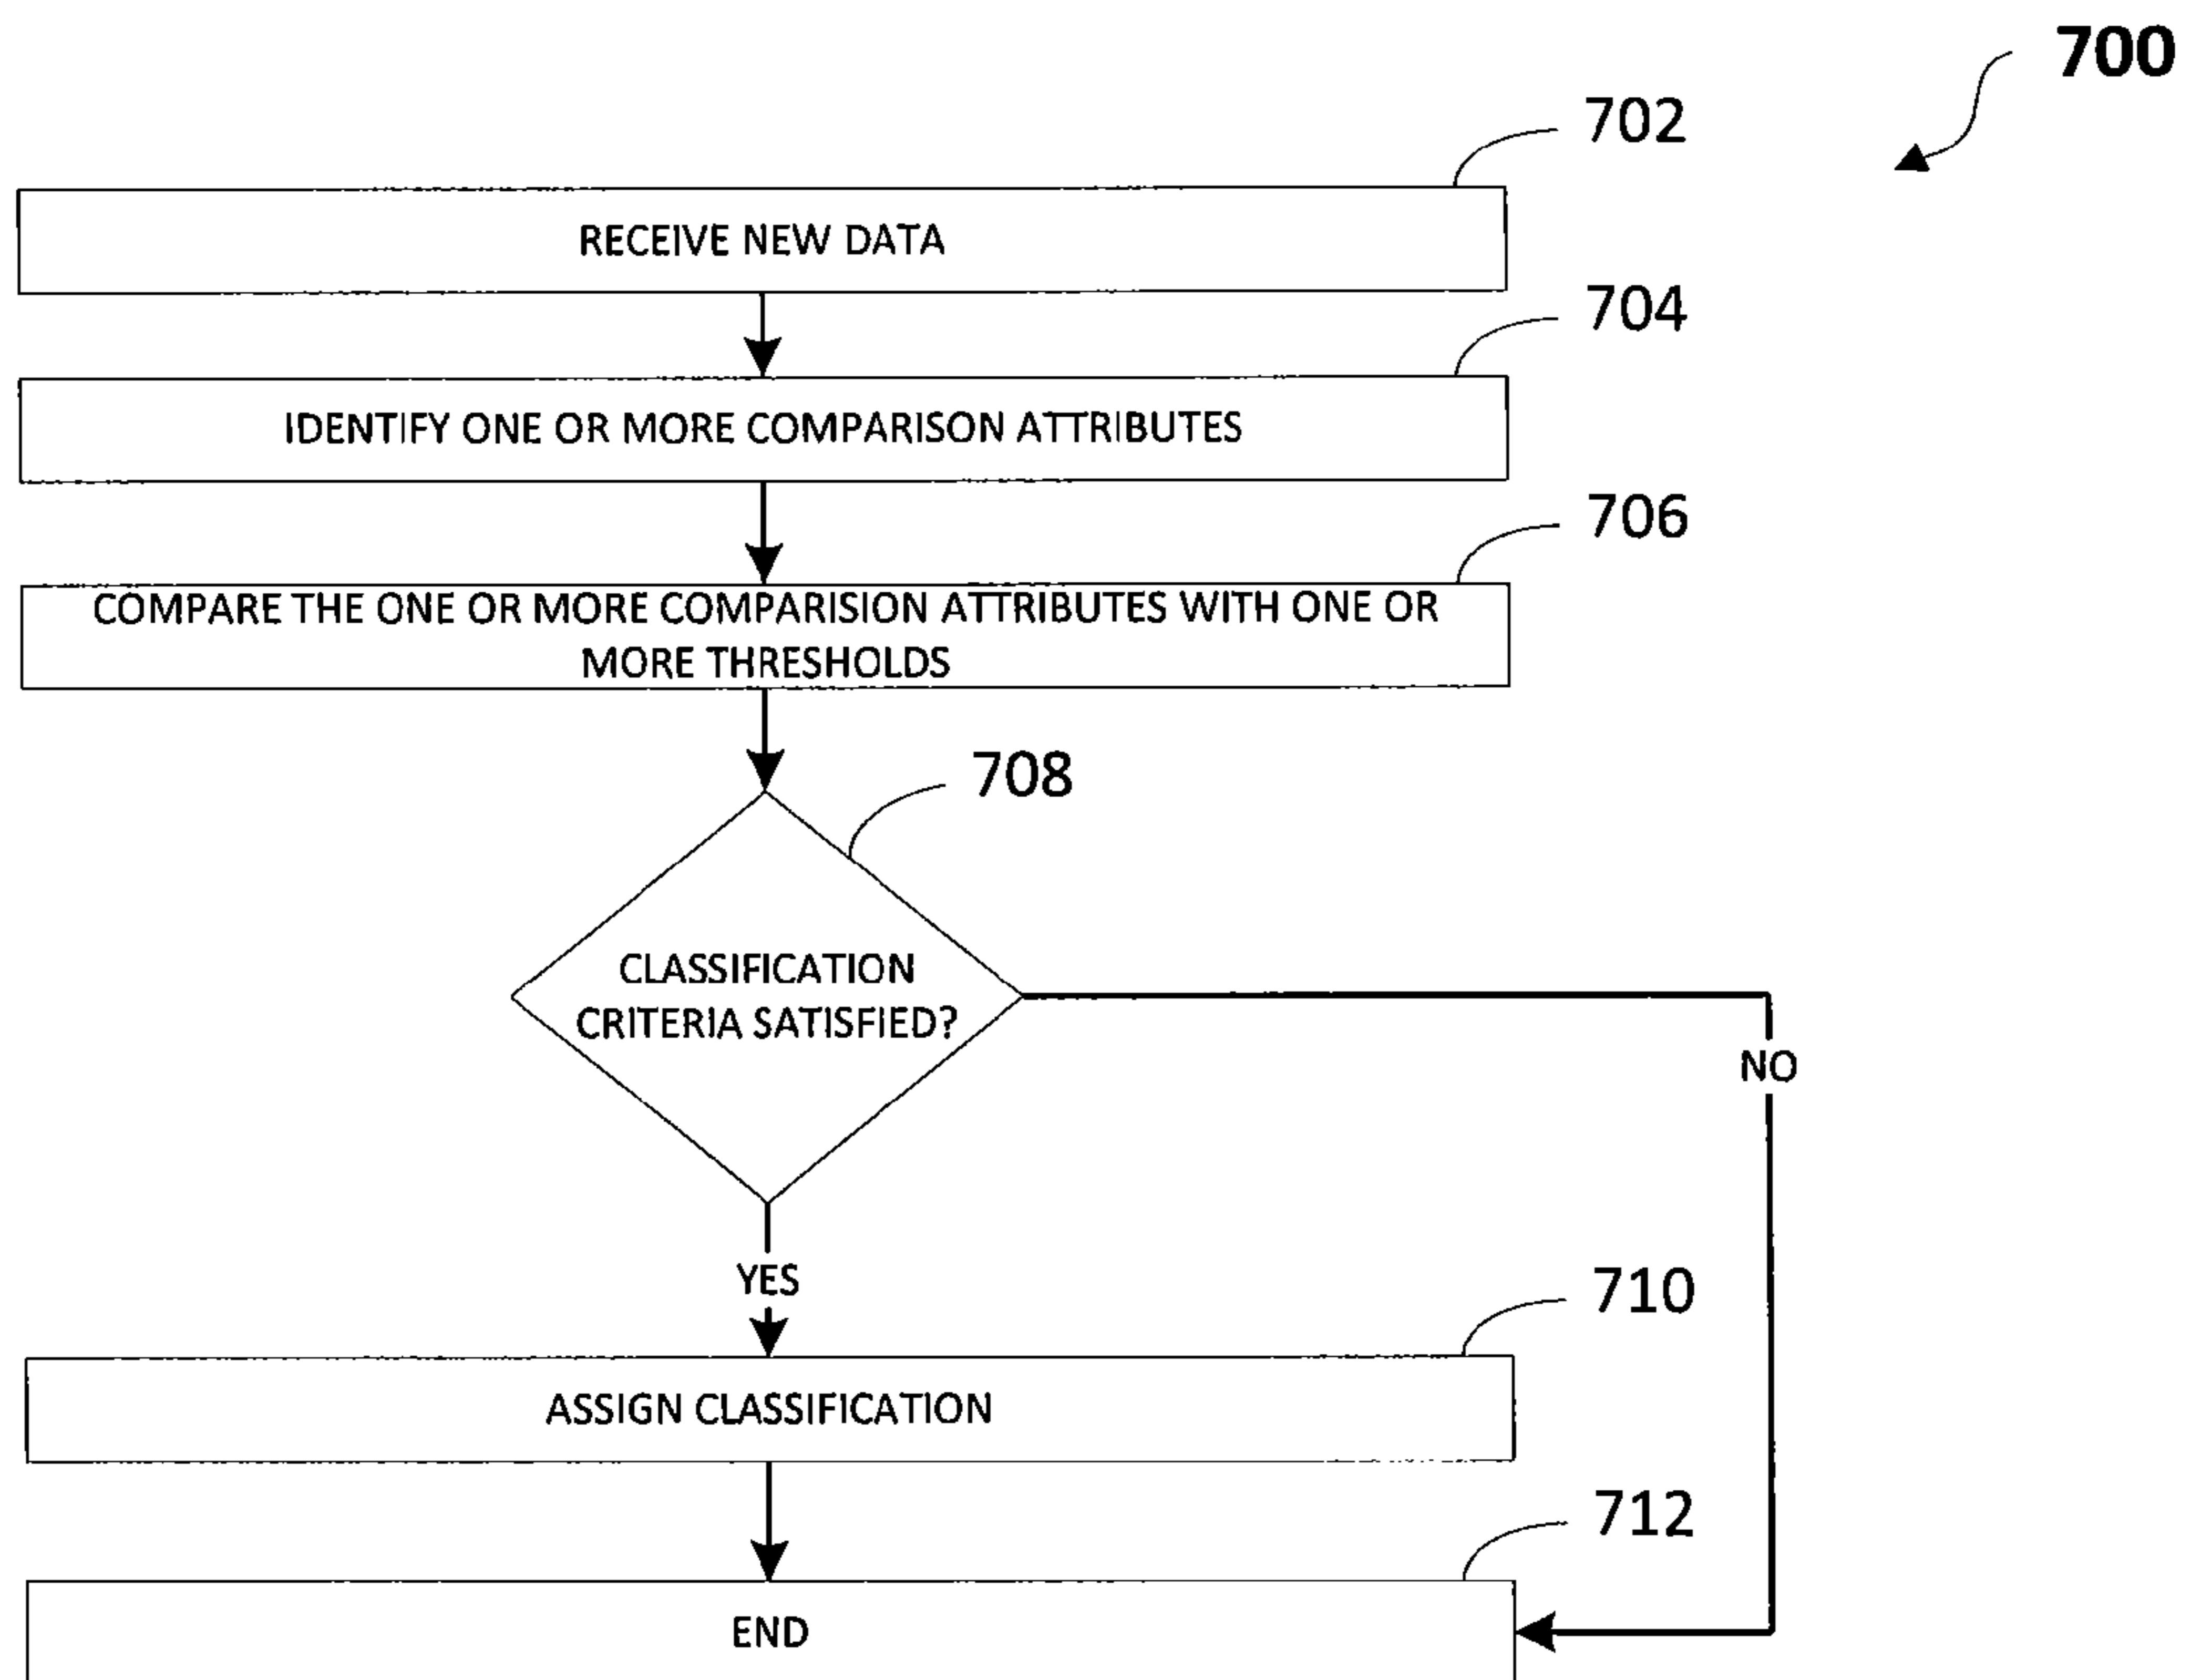 700
702
RECEIVE NEW DATA
704
IDENTIFY ONE OR MORE COMPARISON ATTRIBUTES
706
COMPARE THE ONE OR MORE COMPARISION ATTRIBUTES WITH ONE OR
MORE THRESHOLDS
708
CLASSIFICATION
CRITERIA SATISFIED?
NO
YES
710
ASSIGN CLASSIFICATION
712
END